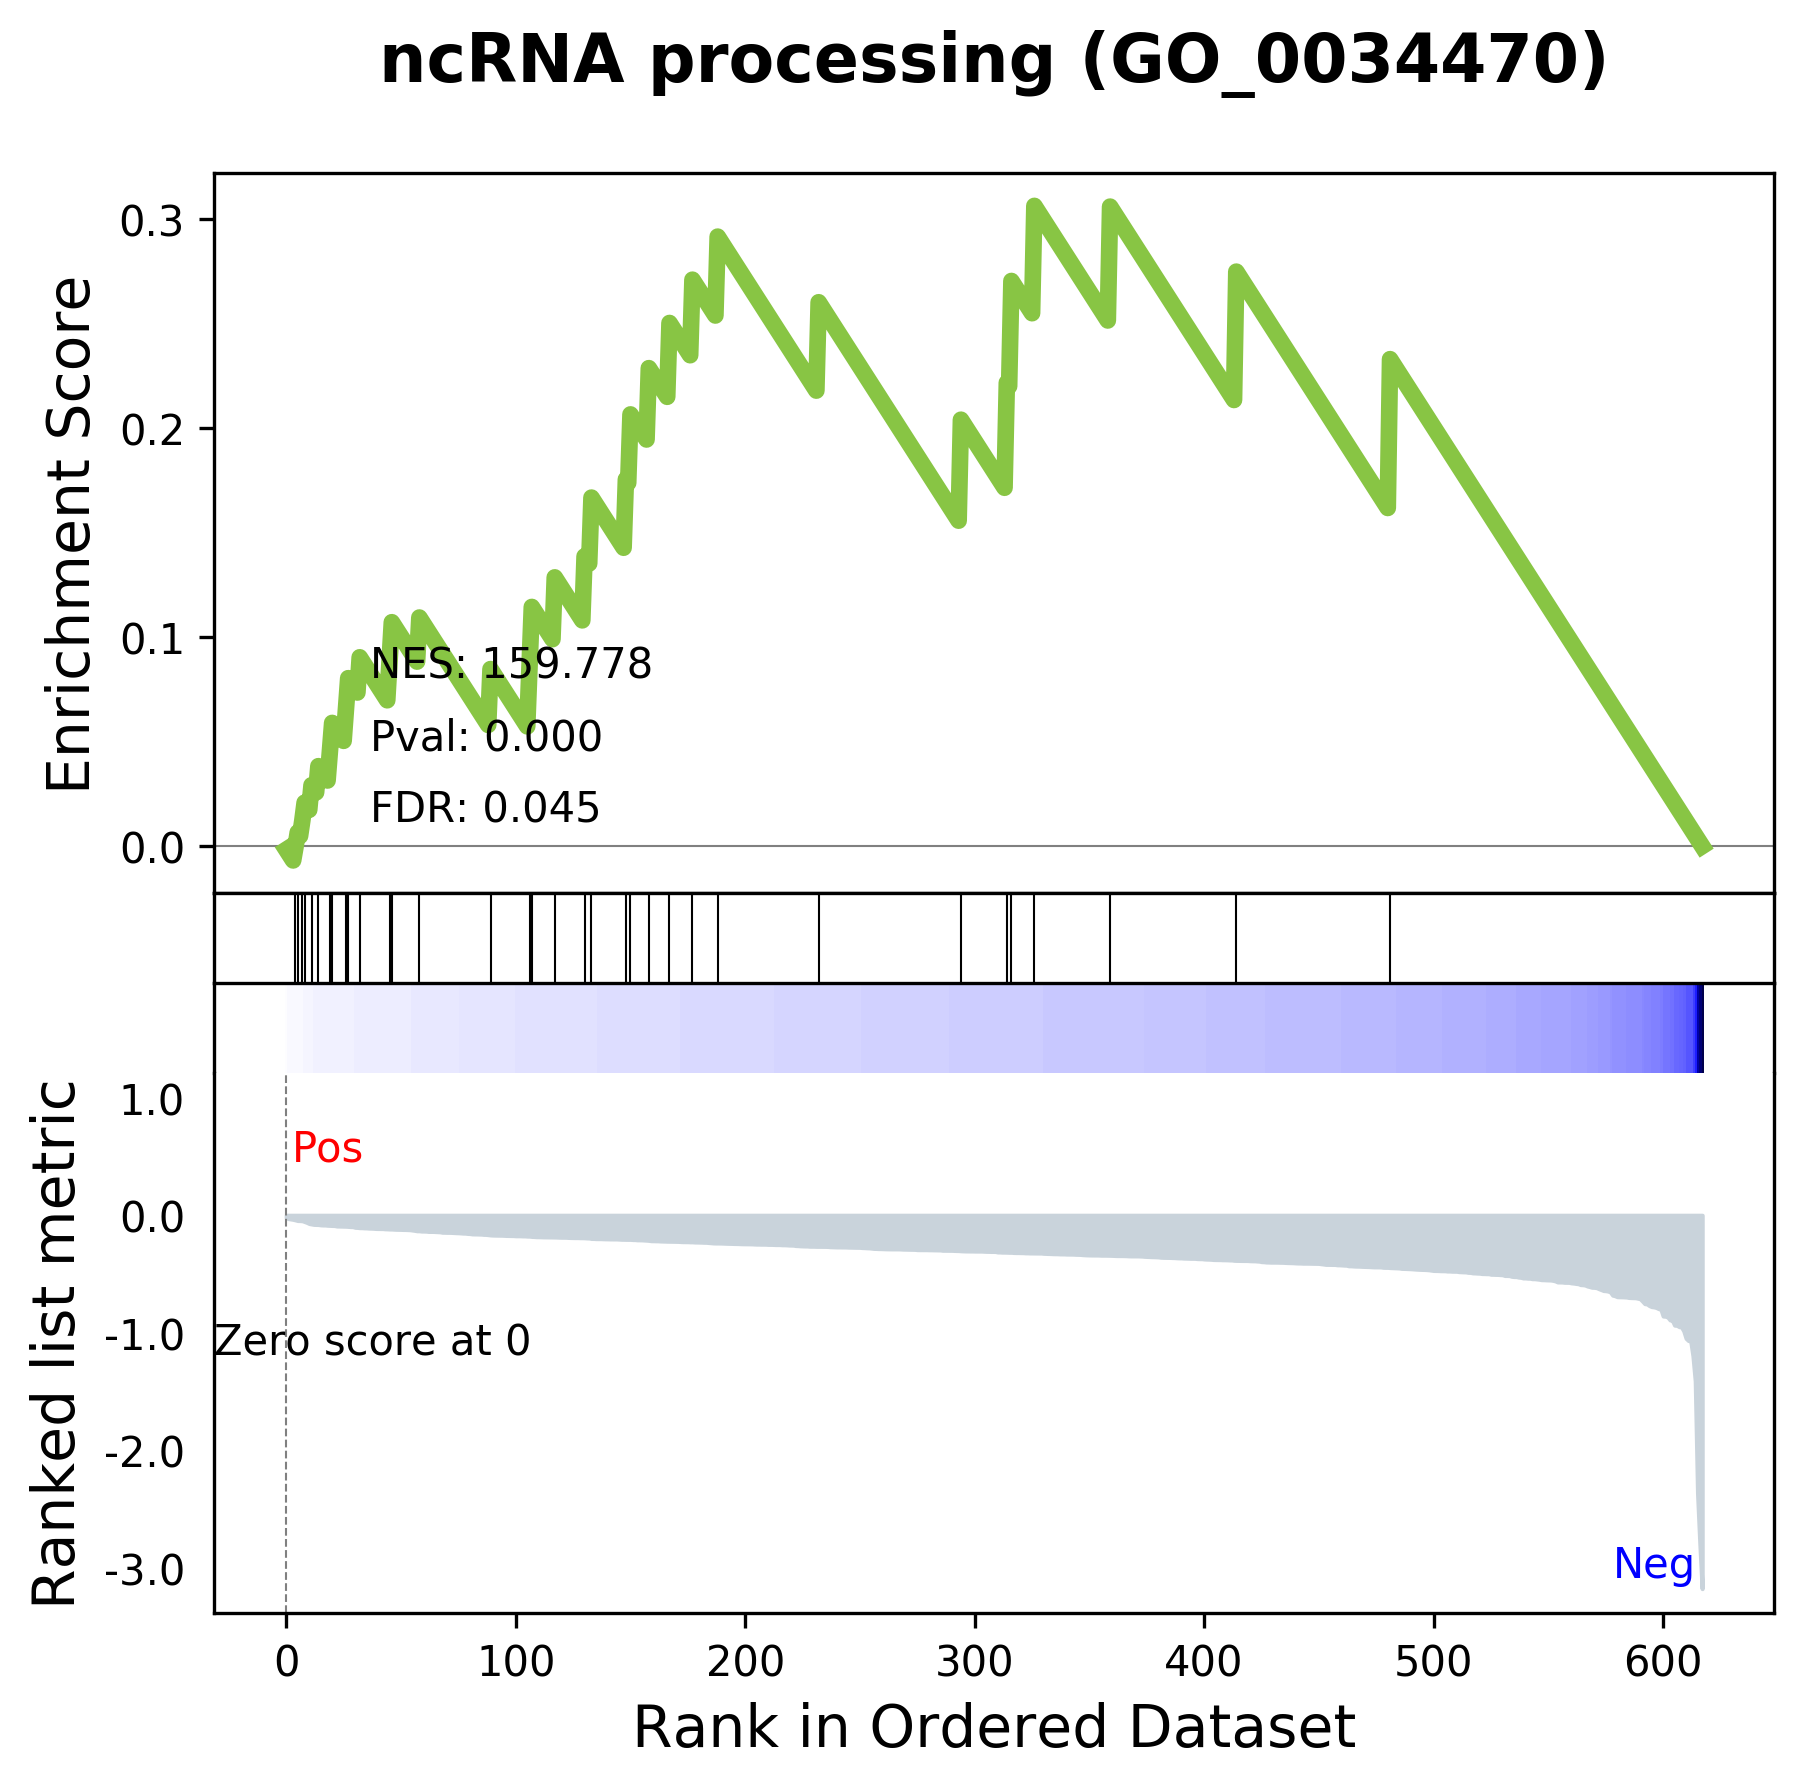 ncRNA processing (GO_0034470)
Enrichment Score
0.3
0.2
0.1
0.0
NES: 159.778
Pval: 0.000
FDR: 0.045
Ranked list metric
1.0
0.0
-1.0
-2.0
-3.0
Pos
Zero score at 0
Neg
0 100 200 300 400 500 600
Rank in Ordered Dataset